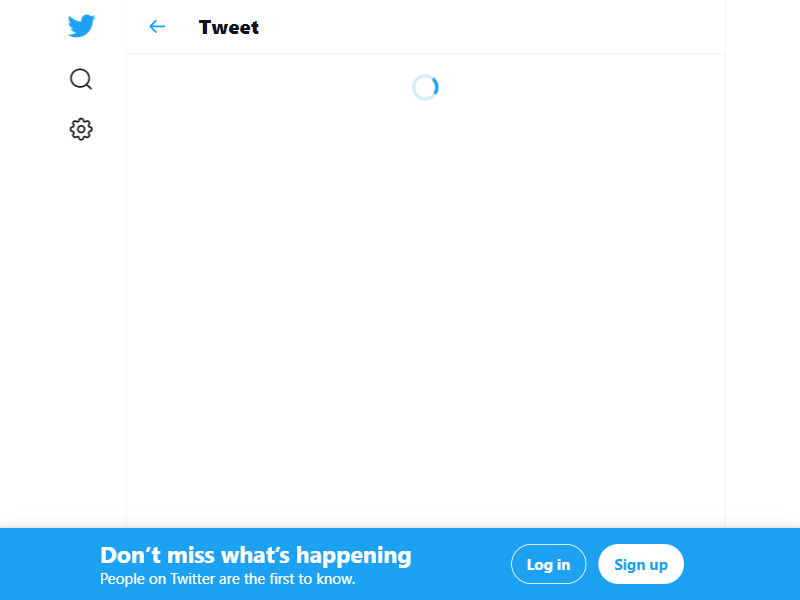 Tweet
Don’t miss what’s happening
People on Twitter are the first to know.
Log in
Sign up